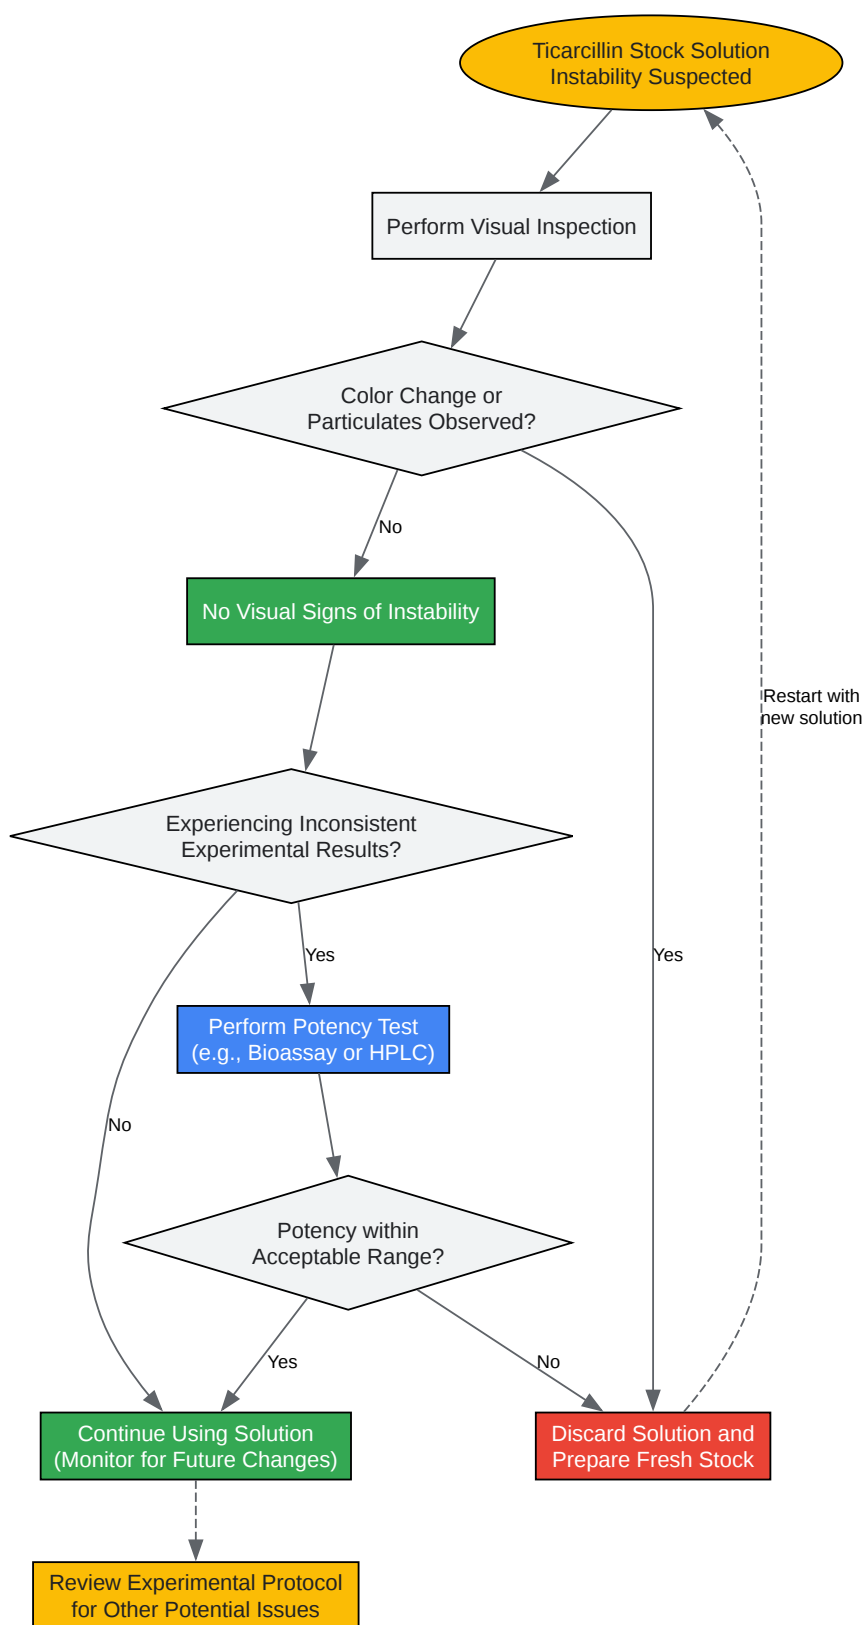 Ticarcillin Stock Solution
Instability Suspected
Perform Visual Inspection
Color Change or
Particulates Observed?
No
No Visual Signs of Instability
Restart with
new solution
Experiencing Inconsistent
Experimental Results?
Yes
Yes
Perform Potency Test
(e.g., Bioassay or HPLC)
No
Potency within
Acceptable Range?
Yes
No
Continue Using Solution
(Monitor for Future Changes)
Discard Solution and
Prepare Fresh Stock
Review Experimental Protocol
for Other Potential Issues